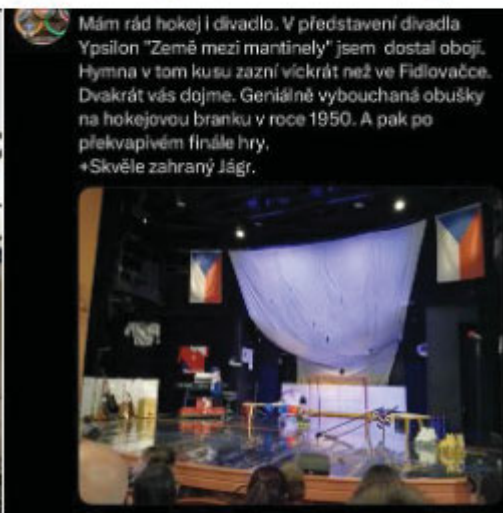 Mám rád hokej i divadlo. V představení divadla
Ypsilon "Země mezi mantinely" jsem dostal obojí.
Hymna v tom kusu zazní víckrát než ve Fidlovačce.
Dvakrát vás dojme. Geniálně vybouchaná obušky
na hokejovou branku v roce 1950. A pak po
překvapivém finále hry.
+Skvěle zahraný Jágr.